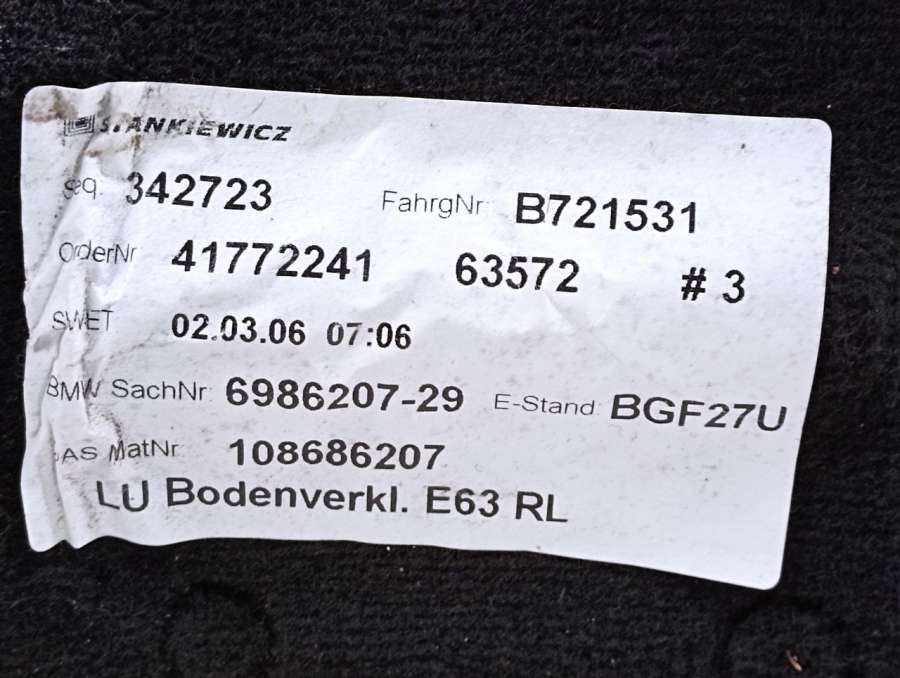 STANKIEWICZ
Seq. 342723 FahrgNr B721531
OrderNr 41772241 63572 # 3
SWET 02.03.06 07:06
BMW SachNr: 6986207-29 E-Stand: BGF27U
SAS MatNr: 108686207
LU Bodenverkl. E63 RL